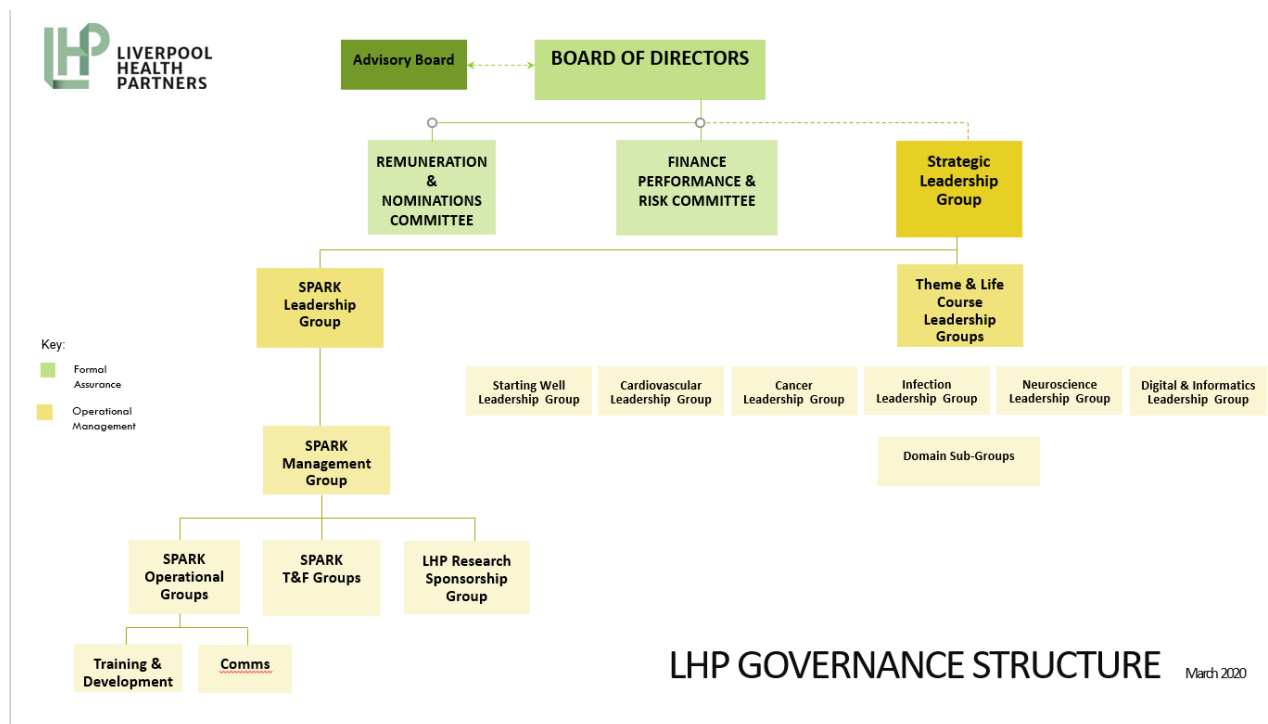 LIVERPOOL
HEALTH
PARTNERS
Advisory Board
BOARD OF DIRECTORS
REMUNERATION
&
NOMINATIONS
COMMITTEE
FINANCE
PERFORMANCE &
RISK COMMITTEE
Strategic
Leadership
Group
SPARK
Leadership
Group
Theme & Life
Course
Leadership
Groups
Key:
Formal
Assurance
Operational
Management
Starting Well
Leadership Group
Cardiovascular
Leadership Group
Cancer
Leadership Group
Infection
Leadership Group
Neuroscience
Leadership Group
Digital & Informatics
Leadership Group
Domain Sub-Groups
SPARK
Management
Group
SPARK
Operational
Groups
SPARK
T&F Groups
LHP Research
Sponsorship
Group
Training &
Development
Comms
LHP GOVERNANCE STRUCTURE
March 2020